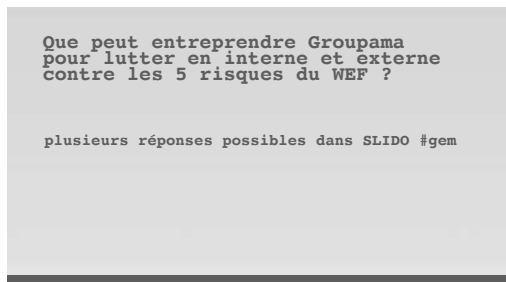 Que peut entreprendre Groupama
pour lutter en interne et externe
contre les 5 risques du WEF ?
plusieurs réponses possibles dans SLIDO #gem